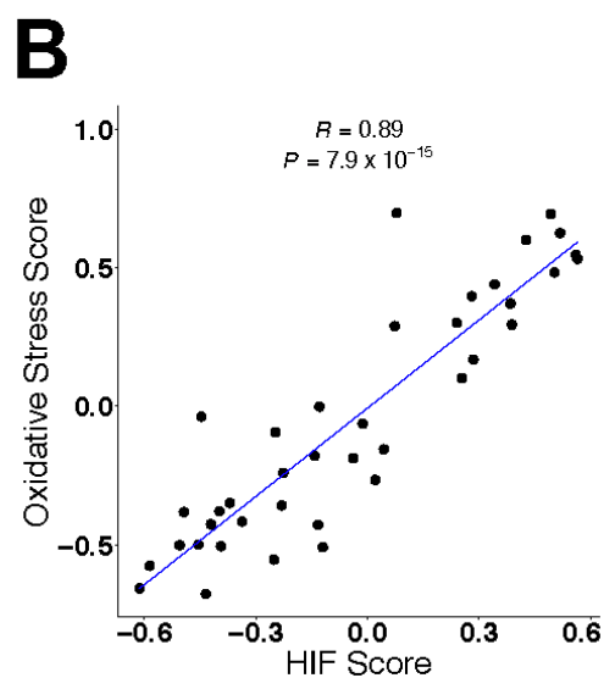 B
R = 0.89
P = 7.9 x 10⁻¹⁵
Oxidative Stress Score
1.0
0.5
0.0
−0.5
−0.6 −0.3 0.0 0.3 0.6
HIF Score